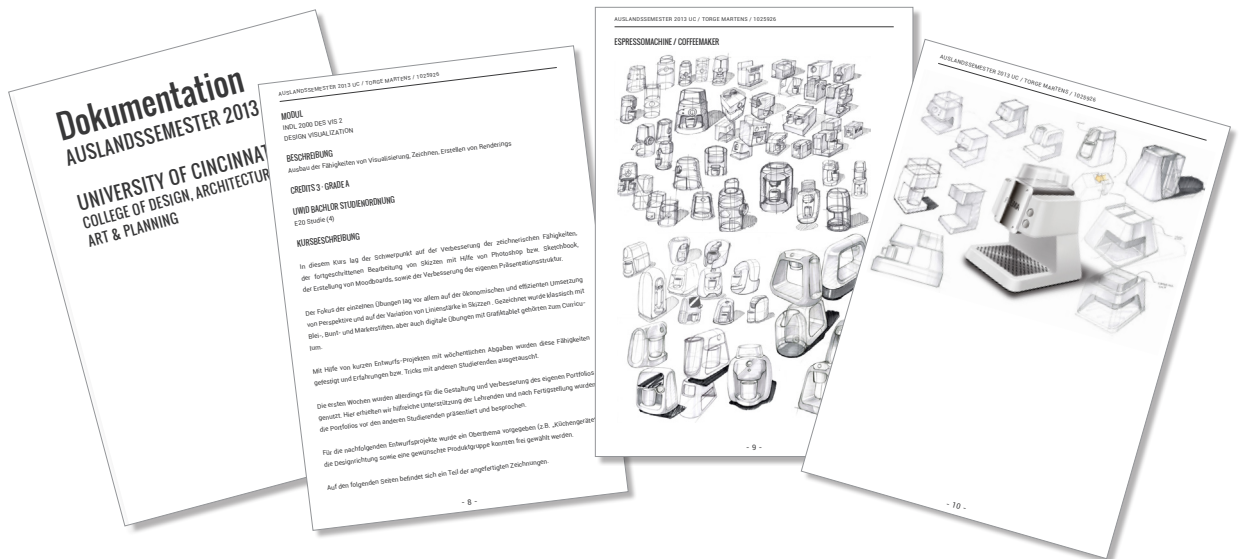 Dokumentation
AUSLANDSSEMESTER 2013
UNIVERSITY OF CINCINNAT
COLLEGE OF DESIGN, ARCHITECTUR
ART & PLANNING
AUSLANDSSEMESTER 2013 UC / TORGE MARTENS / 1025926
MODUL
INDL 2000 DES VIS 2
DESIGN VISUALIZATION
BESCHREIBUNG
Ausbau der Fähigkeiten von Visualisierung, Zeichnen, Erstellen von Renderings
CREDITS 3 - GRADE A
UWID BACHLOR STUDIENORDNUNG
E20 Studie (4)
KURSBESCHREIBUNG
In diesem Kurs lag der Schwerpunkt auf der Verbesserung der zeichnerischen Fähigkeiten,
der fortgeschrittenen Bearbeitung von Skizzen mit Hilfe von Photoshop bzw. Sketchbook,
der Erstellung von Moodboards, sowie der Verbesserung der eigenen Präsentationsstruktur.
Der Fokus der einzelnen Übungen lag vor allem auf der ökonomischen und effizienten Umsetzung
von Perspektive und auf der Variation von Linienstärke in Skizzen . Gezeichnet wurde klassisch mit
Blei-, Bunt- und Markerstiften, aber auch digitale Übungen mit Grafiktablet gehörten zum Curricu-
lum.
Mit Hilfe von kurzen Entwurfs-Projekten mit wöchentlichen Abgaben wurden diese Fähigkeiten
gefestigt und Erfahrungen bzw. Tricks mit anderen Studierenden ausgetauscht.
Die ersten Wochen wurden allerdings für die Gestaltung und Verbesserung des eigenen Portfolios
genutzt. Hier erhielten wir hilfreiche Unterstützung der Lehrenden und nach Fertigstellung wurden
die Portfolios vor den anderen Studierenden präsentiert und besprochen.
Für die nachfolgenden Entwurfsprojekte wurde ein Oberthema vorgegeben (z.B. „Küchengeräte"
die Designrichtung sowie eine gewünschte Produktgruppe konnten frei gewählt werden.
Auf den folgenden Seiten befindet sich ein Teil der angefertigten Zeichnungen.
- 8 -
AUSLANDSSEMESTER 2013 UC / TORGE MARTENS / 1025926
ESPRESSOMACHINE / COFFEEMAKER
- 9 -
AUSLANDSSEMESTER 2013 UC / TORGE MARTENS / 1025926
- 10 -